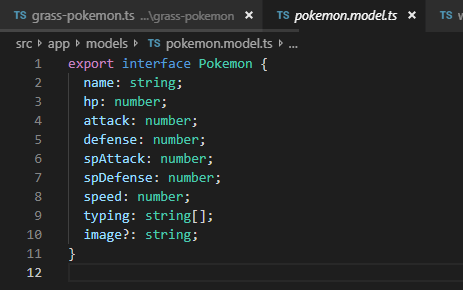 TS grass-pokemon.ts ...\grass-pokemon TS pokemon.model.ts × TS
src > app > models > TS pokemon.model.ts > ...
1 export interface Pokemon {
2 name: string;
3 hp: number;
4 attack: number;
5 defense: number;
6 spAttack: number;
7 spDefense: number;
8 speed: number;
9 typing: string[];
10 image?: string;
11 }
12